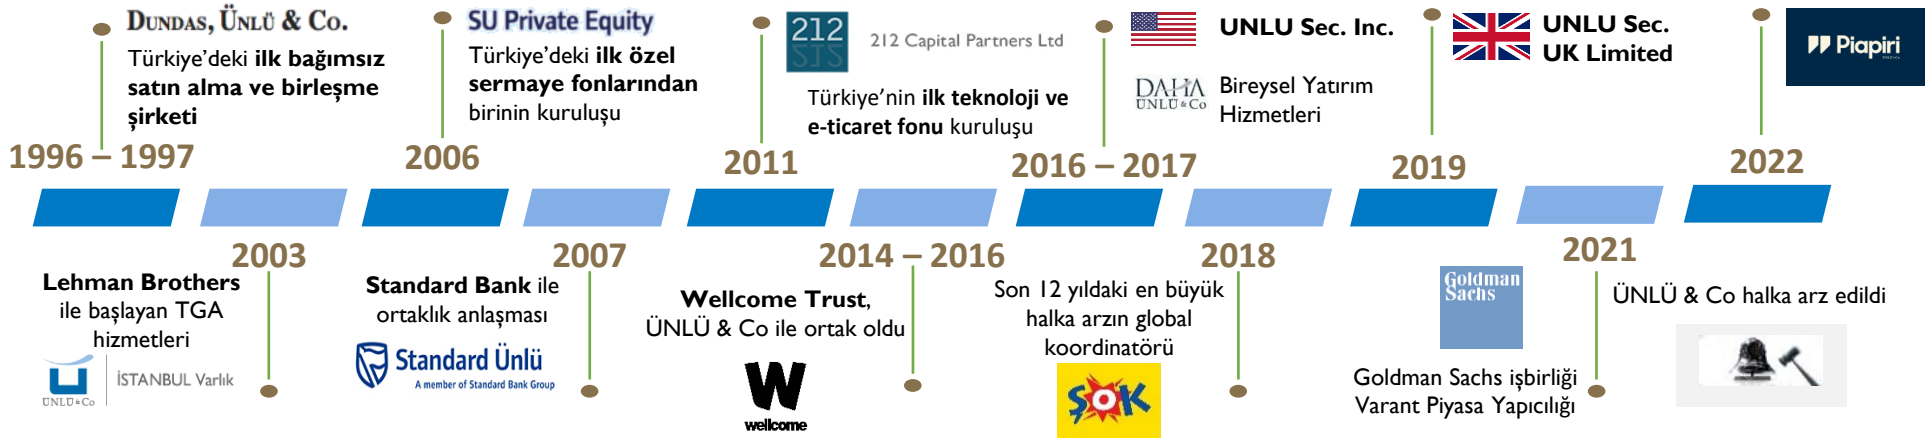 DUNDAS, ÜNLÜ & CO.
Türkiye'deki ilk bağımsız
satın alma ve birleşme
şirketi
1996 – 1997
SU Private Equity
Türkiye'deki ilk özel
sermaye fonlarından
birinin kuruluşu
2006
212
212 Capital Partners Ltd
Türkiye'nin ilk teknoloji ve
e-ticaret fonu kuruluşu
2011
UNLU Sec. Inc.
DAHA
ÜNLÜ & Co
Bireysel Yatırım
Hizmetleri
2016 – 2017
UNLU Sec.
UK Limited
2019
Piapiri
2022
2003
Lehman Brothers
ile başlayan TGA
hizmetleri
ÜNLÜ & Co
İSTANBUL Varlık
2007
Standard Bank ile
ortaklık anlaşması
Standard Ünlü
A member of Standard Bank Group
2014 – 2016
Wellcome Trust,
ÜNLÜ & Co ile ortak oldu
W
wellcome
2018
Son 12 yıldaki en büyük
halka arzın global
koordinatörü
ŞOK
2021
Goldman
Sachs
Goldman Sachs işbirliği
Varant Piyasa Yapıcılığı
ÜNLÜ & Co halka arz edildi